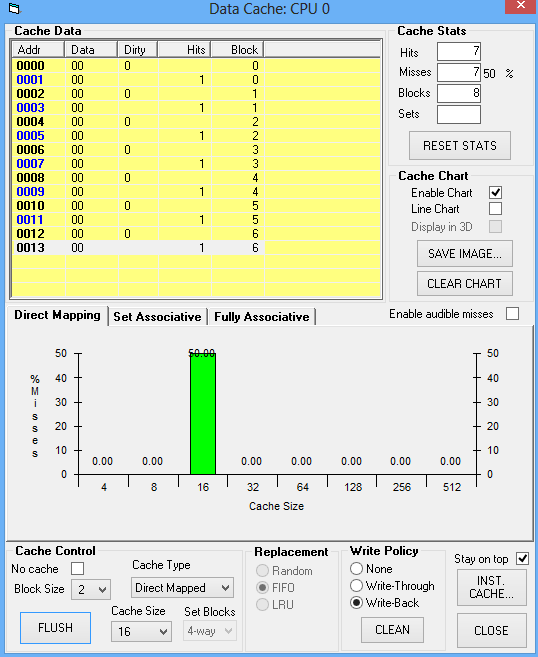 Data Cache: CPU 0
Cache Data
Addr Data Dirty Hits Block
0000 00 0 0
0001 00 1 0
0002 00 0 1
0003 00 1 1
0004 00 0 2
0005 00 1 2
0006 00 0 3
0007 00 1 3
0008 00 0 4
0009 00 1 4
0010 00 0 5
0011 00 1 5
0012 00 0 6
0013 00 1 6
Cache Stats
Hits 7
Misses 7 50 %
Blocks 8
Sets
RESET STATS
Cache Chart
Enable Chart
Line Chart
Display in 3D
SAVE IMAGE...
CLEAR CHART
Direct Mapping Set Associative Fully Associative
Enable audible misses
%Misses
50 50.00 50
40 40
30 30
20 20
10 10
0.00 0.00 0.00 0.00 0.00 0.00 0.00
0 0
4 8 16 32 64 128 256 512
Cache Size
Cache Control
No cache
Block Size 2
FLUSH
Cache Type
Direct Mapped
Cache Size Set Blocks
16 4-way
Replacement
Random
FIFO
LRU
Write Policy
None
Write-Through
Write-Back
CLEAN
Stay on top
INST.
CACHE...
CLOSE